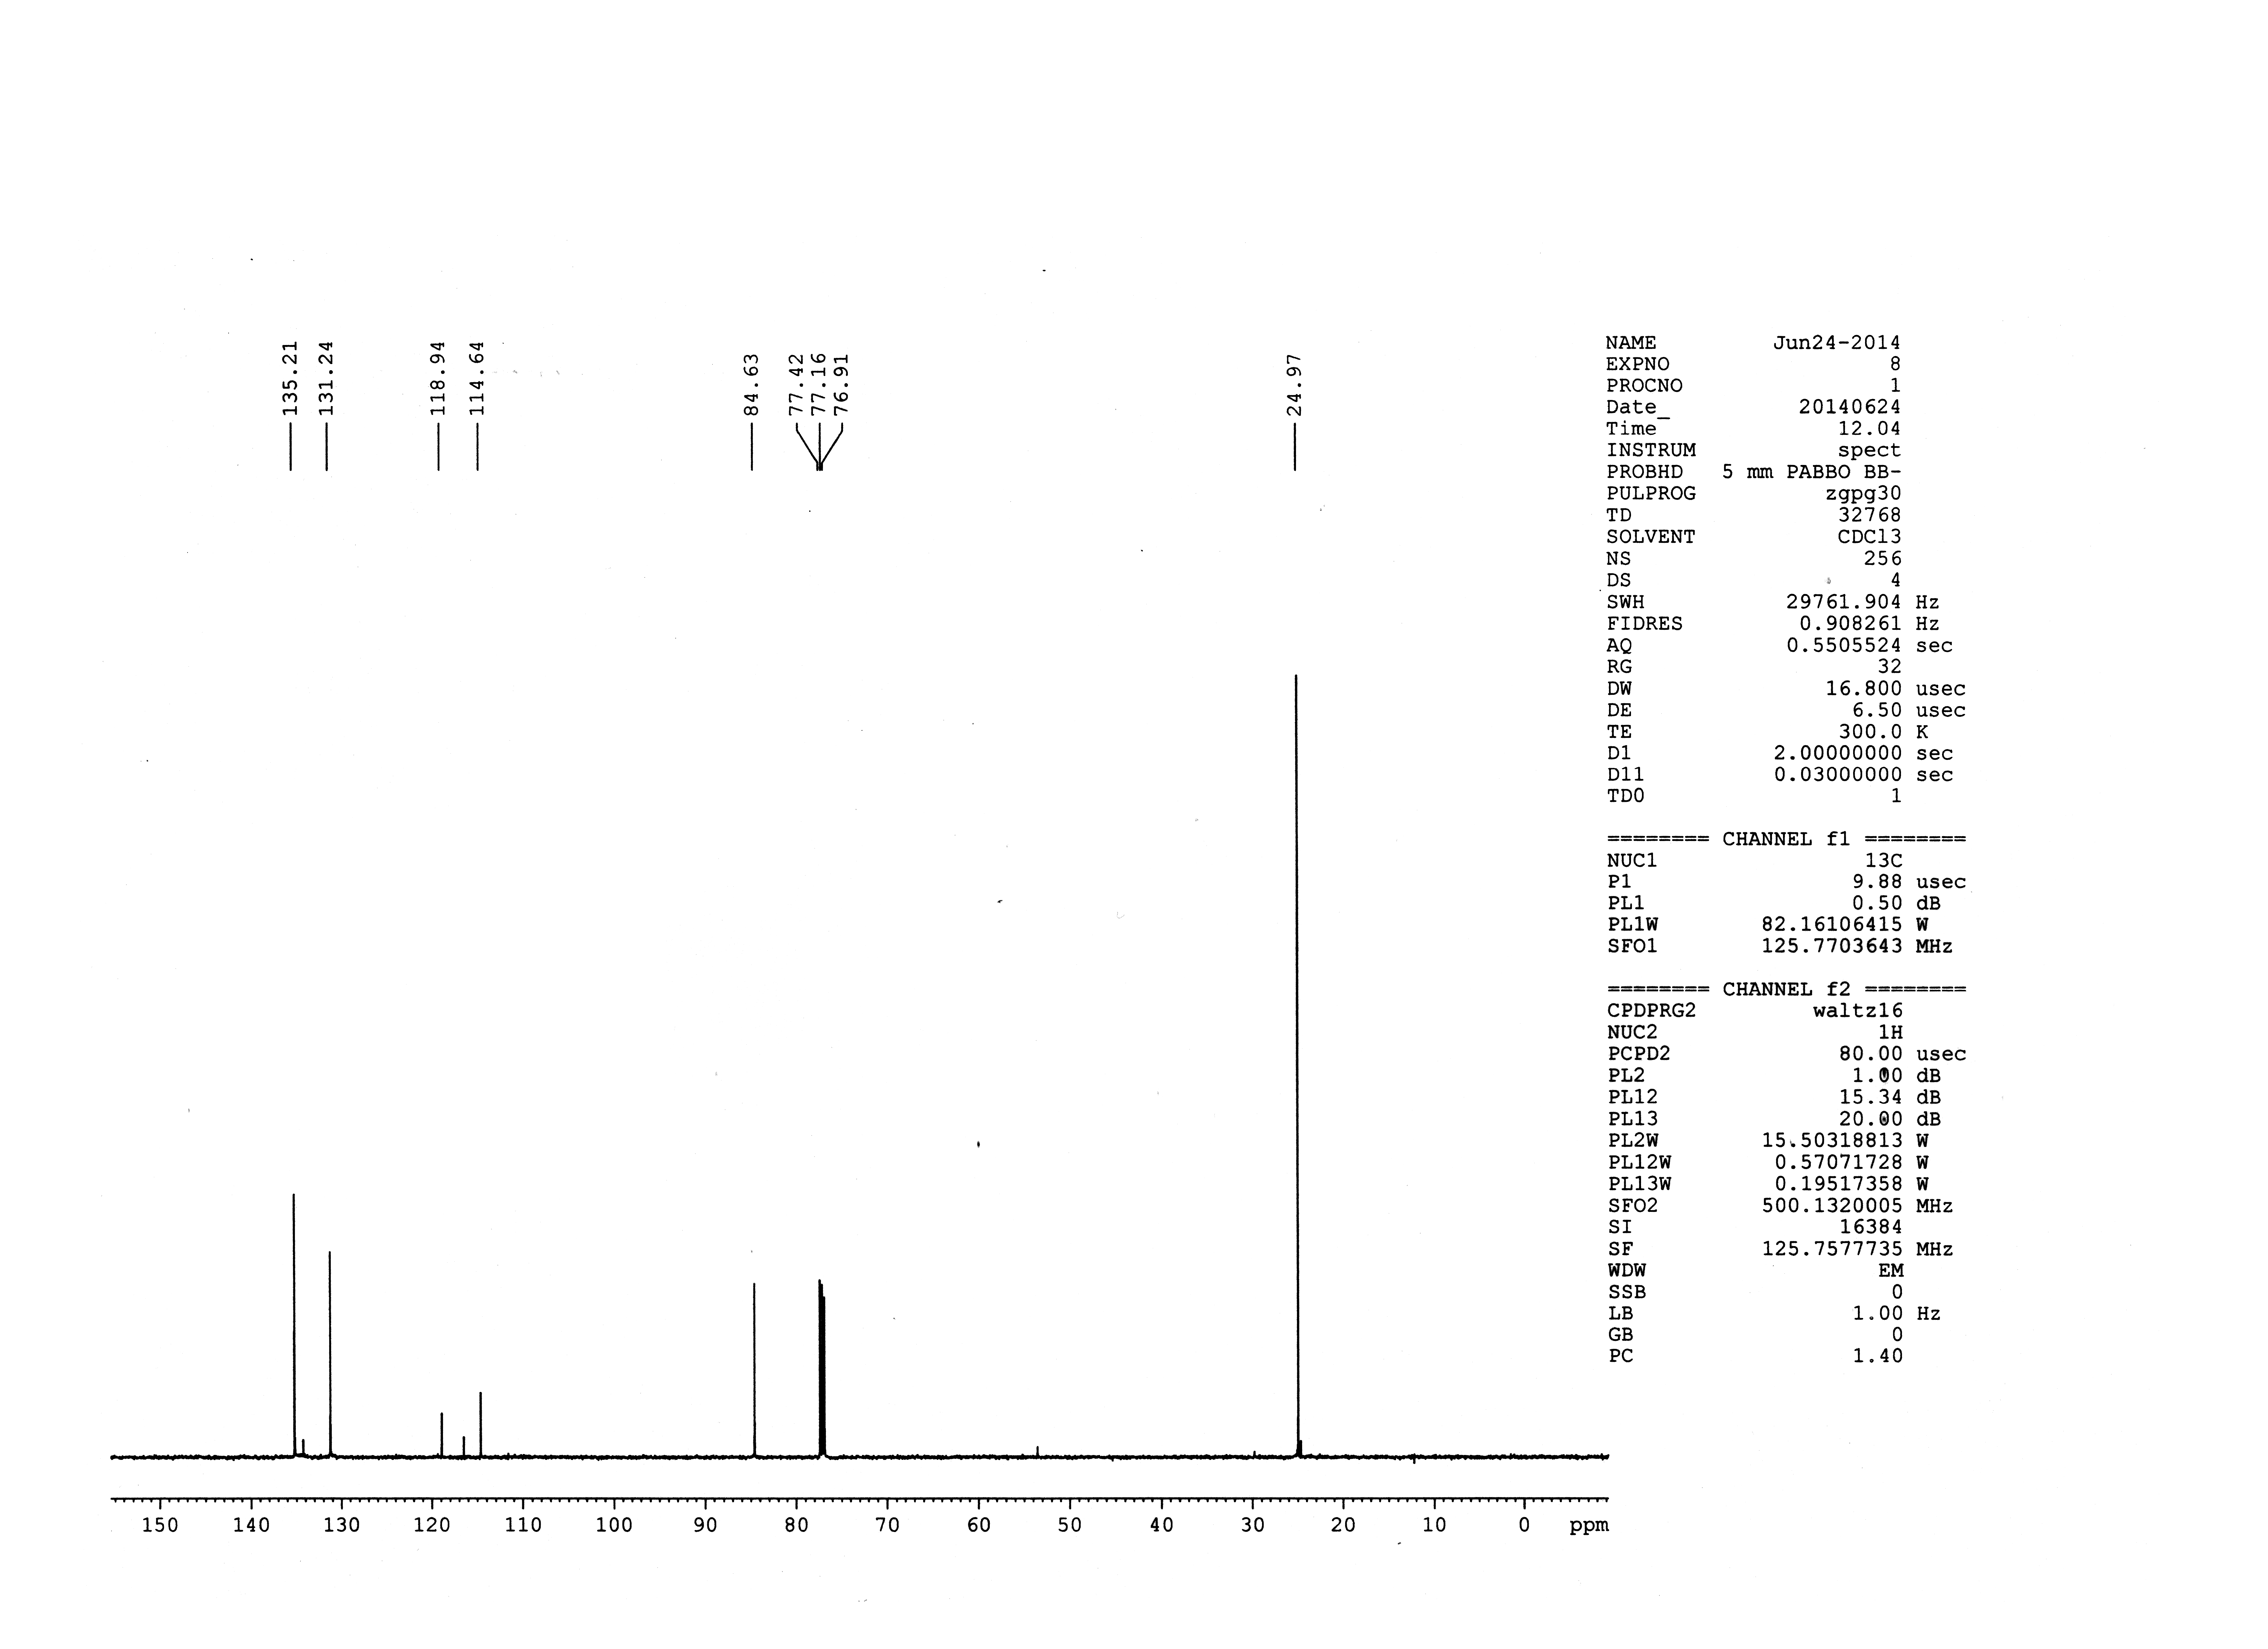 135.21
131.24
118.94
114.64
84.63
77.42
77.16
76.91
24.97
NAME Jun24-2014
EXPNO 8
PROCNO 1
Date_ 20140624
Time 12.04
INSTRUM spect
PROBHD 5 mm PABBO BB-
PULPROG zgpg30
TD 32768
SOLVENT CDCl3
NS 256
DS 4
SWH 29761.904 Hz
FIDRES 0.908261 Hz
AQ 0.5505524 sec
RG 32
DW 16.800 usec
DE 6.50 usec
TE 300.0 K
D1 2.00000000 sec
D11 0.03000000 sec
TD0 1
======== CHANNEL f1 ========
NUC1 13C
P1 9.88 usec
PL1 0.50 dB
PL1W 82.16106415 W
SFO1 125.7703643 MHz
======== CHANNEL f2 ========
CPDPRG2 waltz16
NUC2 1H
PCPD2 80.00 usec
PL2 1.00 dB
PL12 15.34 dB
PL13 20.00 dB
PL2W 15.50318813 W
PL12W 0.57071728 W
PL13W 0.19517358 W
SFO2 500.1320005 MHz
SI 16384
SF 125.7577735 MHz
WDW EM
SSB 0
LB 1.00 Hz
GB 0
PC 1.40
150 140 130 120 110 100 90 80 70 60 50 40 30 20 10 0 ppm